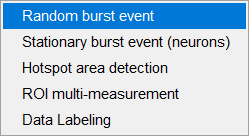 Random burst event
Stationary burst event (neurons)
Hotspot area detection
ROI multi-measurement
Data Labeling